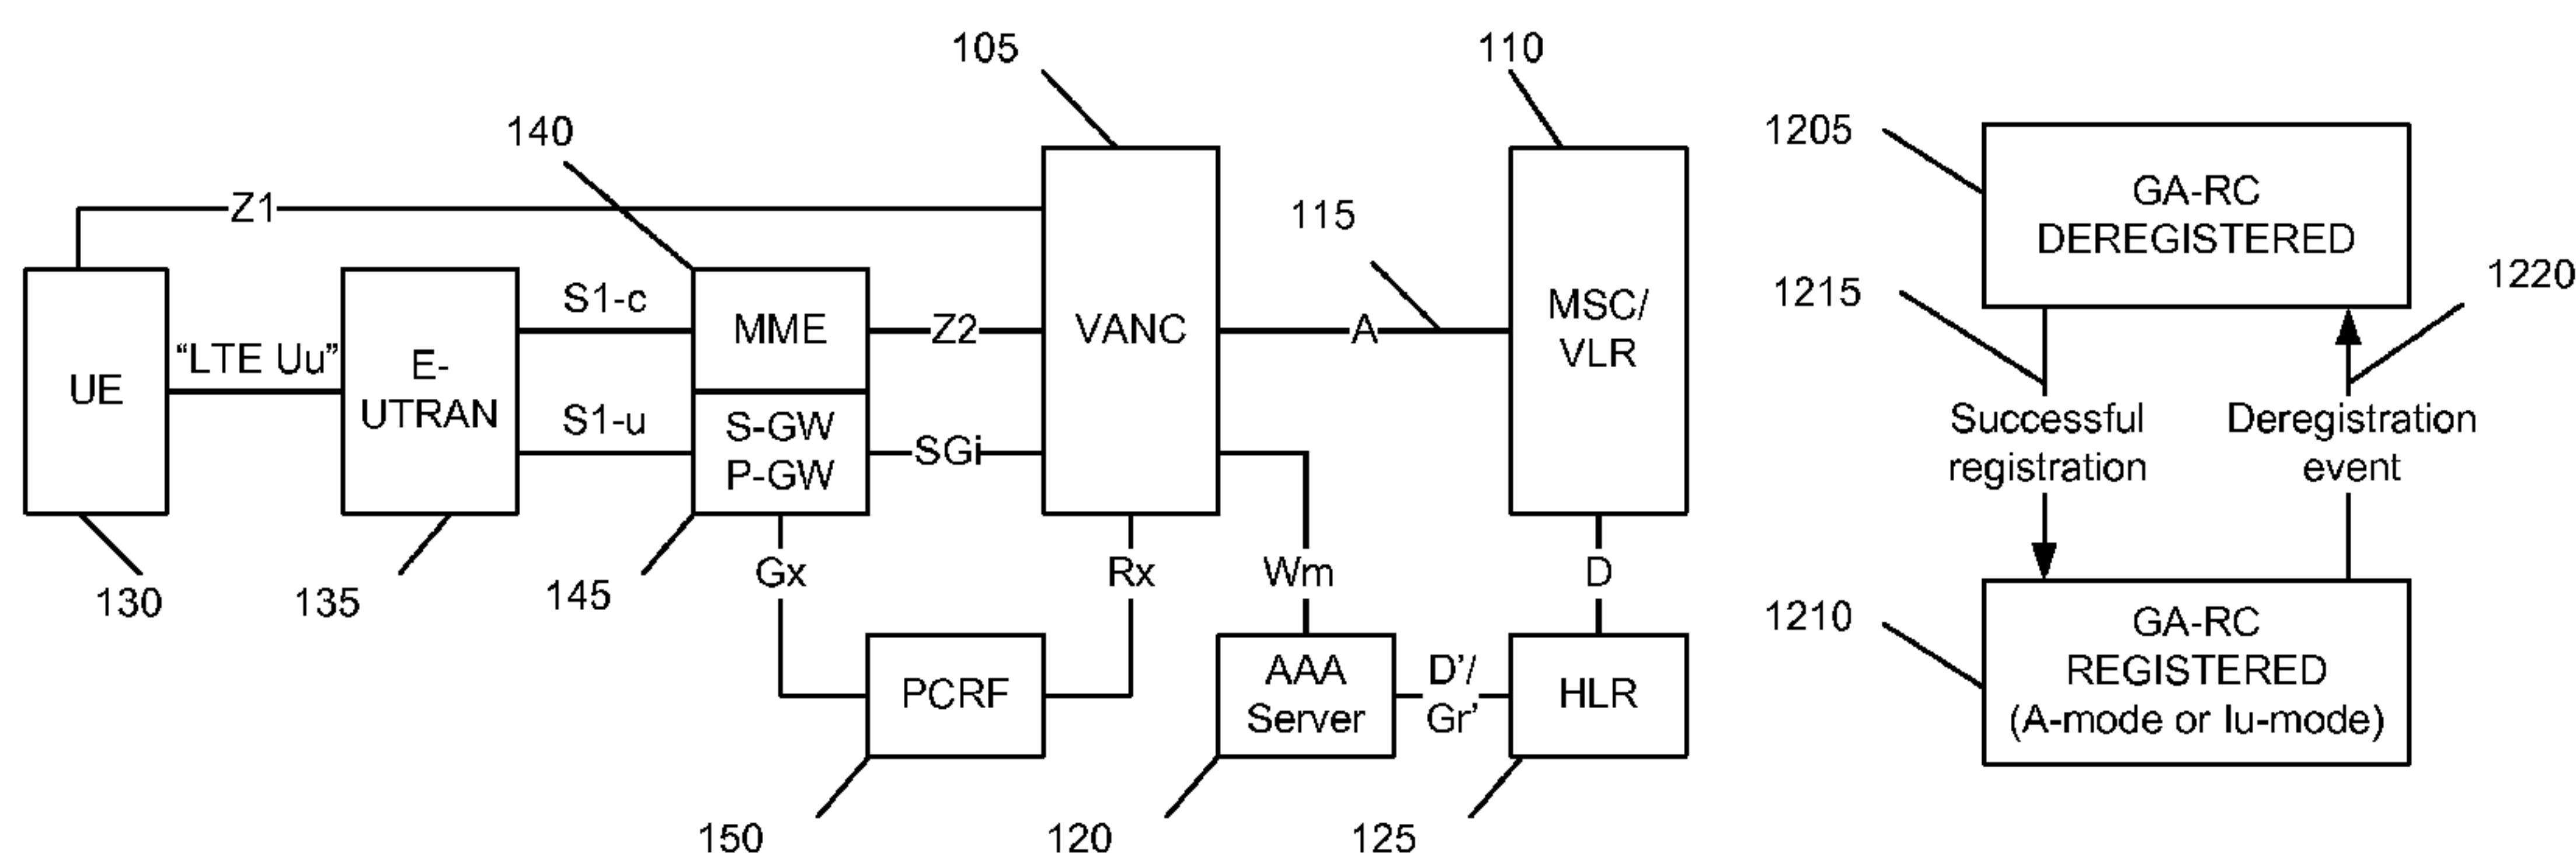 105
110
140
1205
GA-RC
DEREGISTERED
Z1
115
1215
1220
S1-c
MME
Z2
VANC
A
MSC/
VLR
"LTE Uu"
UE
E-
UTRAN
S1-u
S-GW
P-GW
SGi
Successful
registration
Deregistration
event
130
135
145
Gx
Rx
Wm
D
1210
GA-RC
REGISTERED
(A-mode or Iu-mode)
PCRF
AAA
Server
D'/
Gr'
HLR
150
120
125